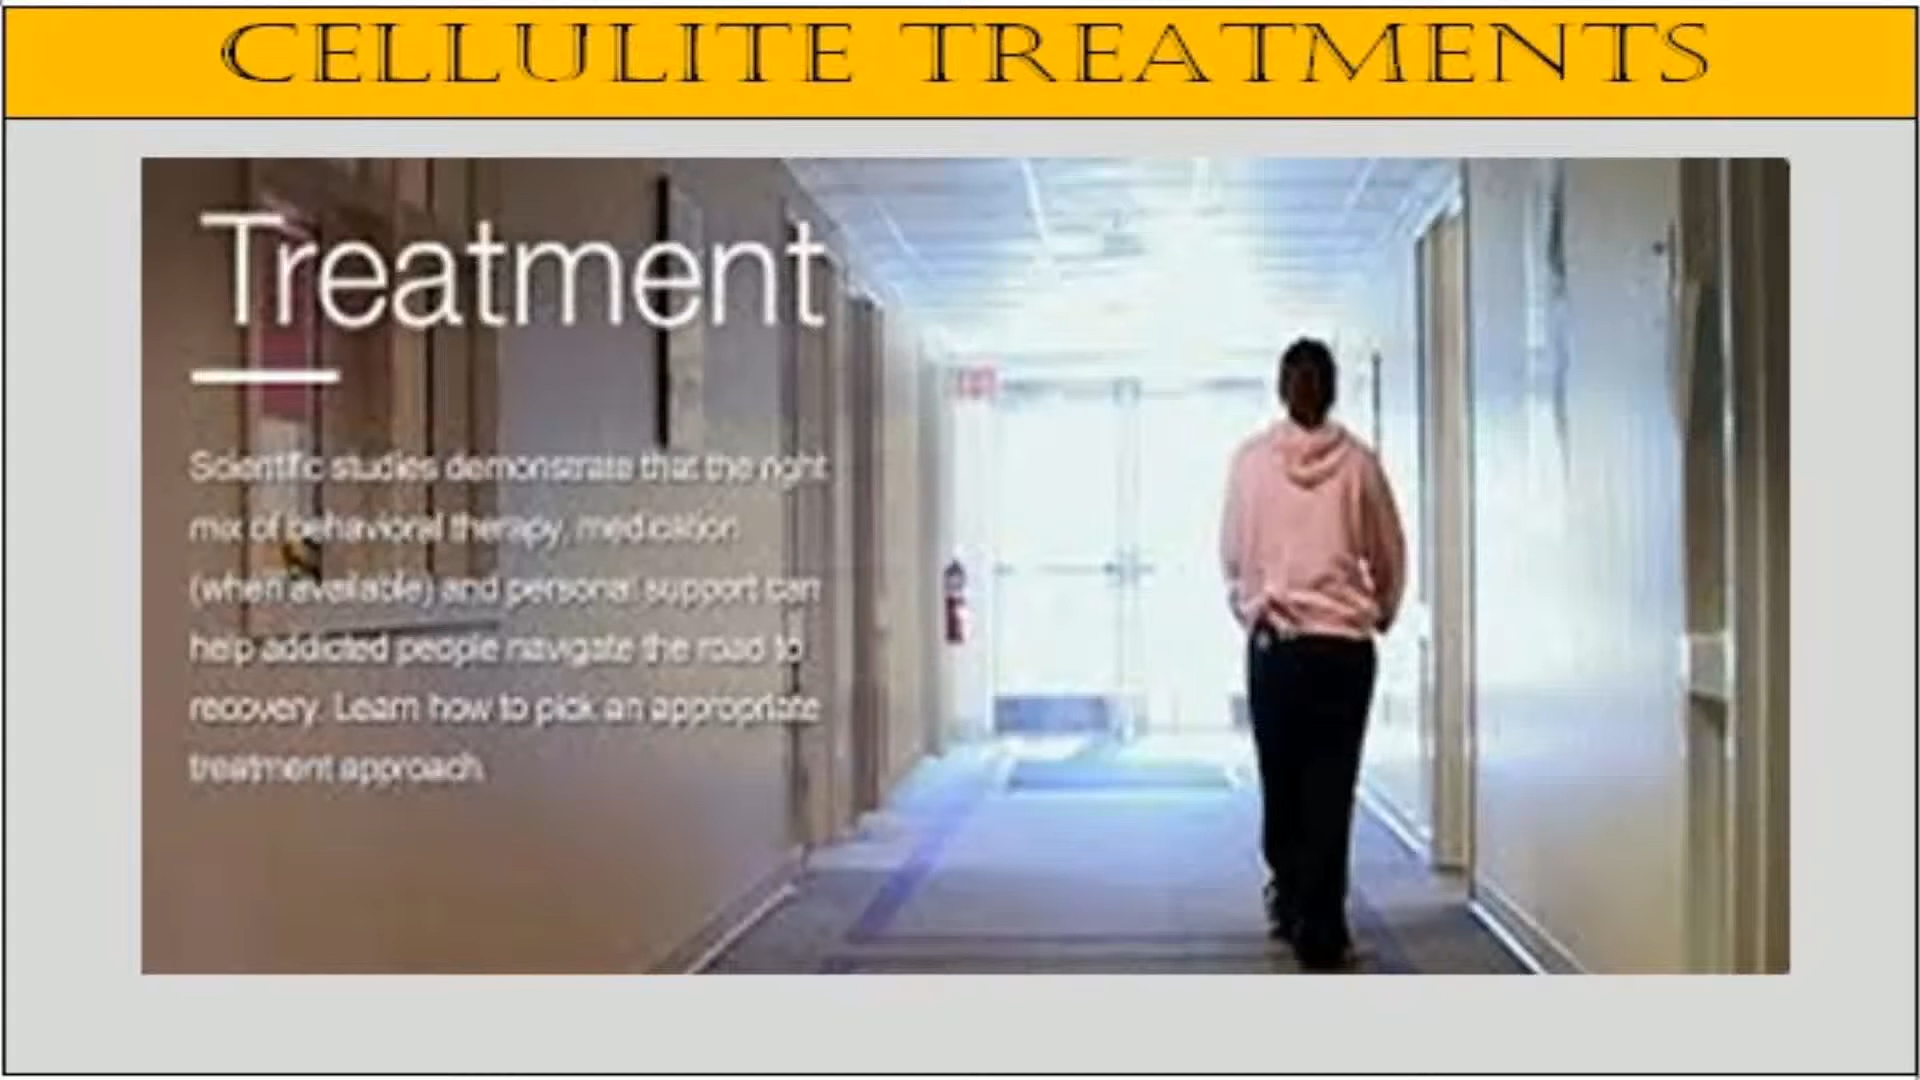 CELLULITE TREATMENTS
Treatment
Scientific studies demonstrate that the right
mix of behavioral therapy, medication
(when available) and personal support can
help addicted people navigate the road to
recovery. Learn how to pick an appropriate
treatment approach.